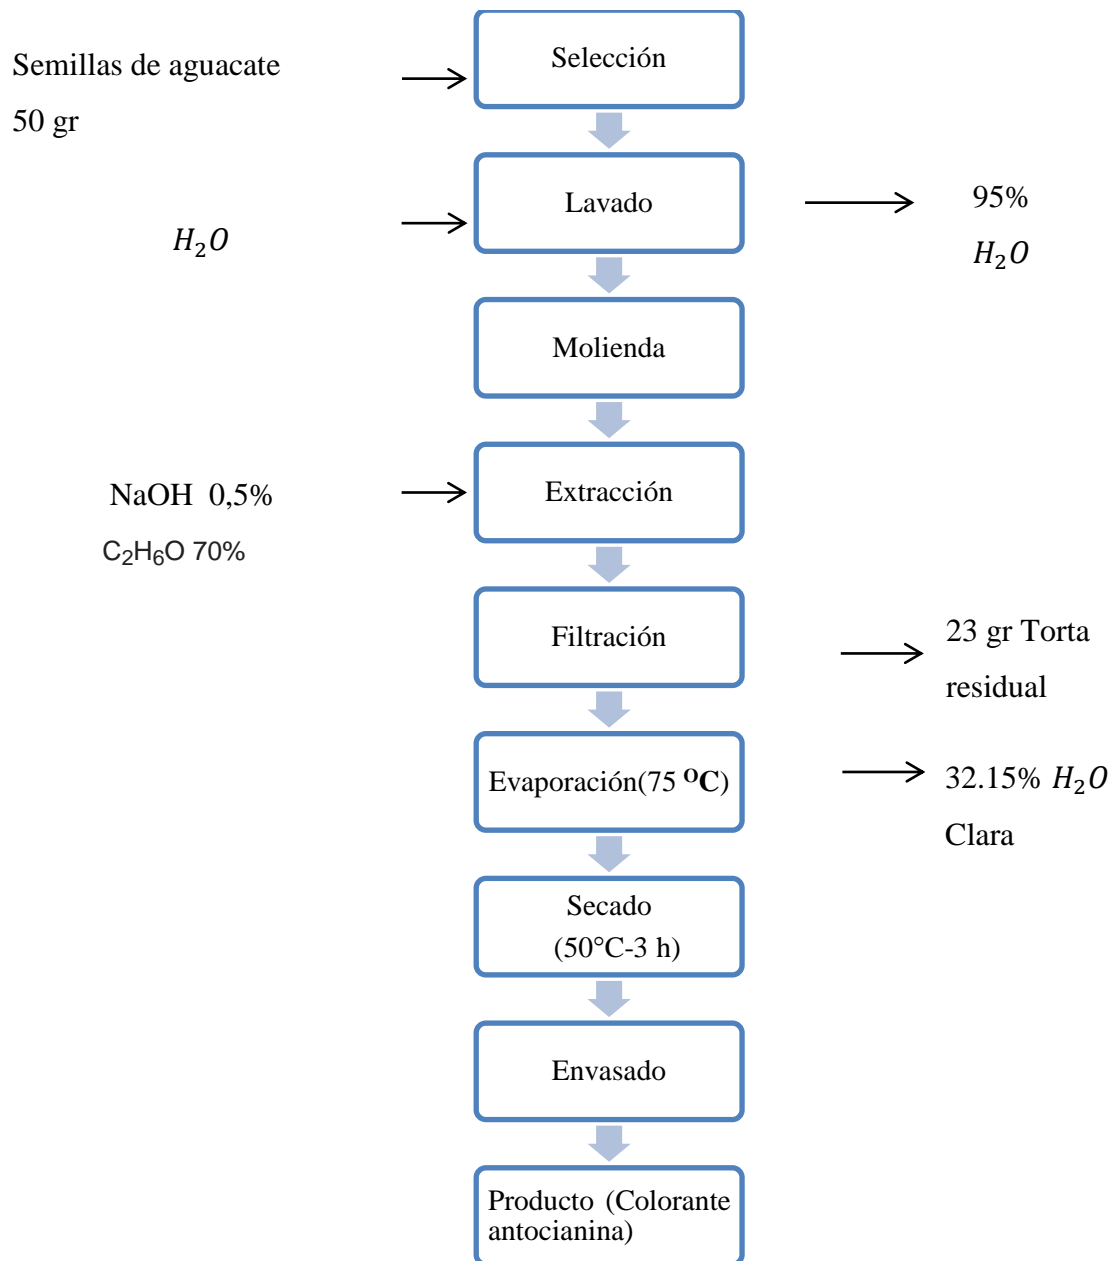 Semillas de aguacate
50 gr
Selección
Lavado
H₂O
95%
H₂O
Molienda
NaOH 0,5%
C₂H₆O 70%
Extracción
Filtración
23 gr Torta
residual
Evaporación(75 ᴼC)
32.15% H₂O
Clara
Secado
(50°C-3 h)
Envasado
Producto (Colorante
antocianina)